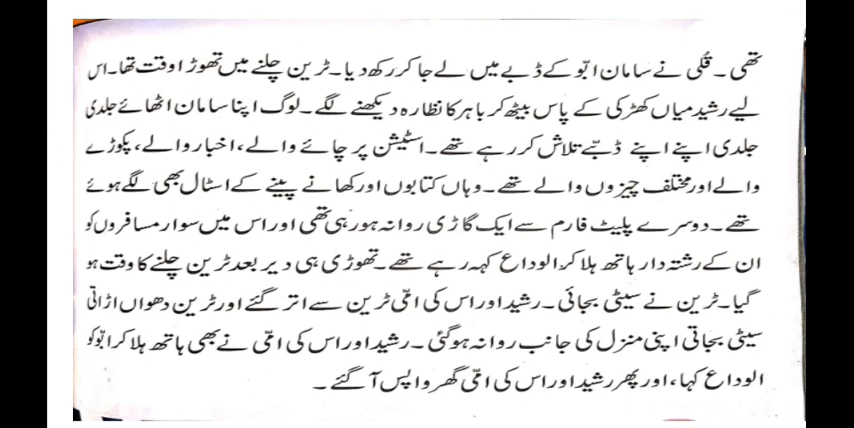 تھی۔ قُلی نے سامان ابّو کے ڈبے میں لے جا کر رکھ دیا۔ ٹرین چلنے میں تھوڑا وقت تھا۔ اس
لیے رشید میاں کھڑکی کے پاس بیٹھ کر باہر کا نظارہ دیکھنے لگے۔ لوگ اپنا سامان اٹھائے جلدی
جلدی اپنے اپنے ڈبّے تلاش کر رہے تھے۔ اسٹیشن پر چائے والے، اخبار والے، پکوڑے
والے اور مختلف چیزوں والے تھے۔ وہاں کتابوں اور کھانے پینے کے اسٹال بھی لگے ہوئے
تھے۔ دوسرے پلیٹ فارم سے ایک گاڑی روانہ ہو رہی تھی اور اس میں سوار مسافروں کو
ان کے رشتہ دار ہاتھ ہلا کر الوداع کہہ رہے تھے۔ تھوڑی ہی دیر بعد ٹرین چلنے کا وقت ہو
گیا۔ ٹرین نے سیٹی بجائی۔ رشید اور اس کی امّی ٹرین سے اتر گئے اور ٹرین دھواں اڑاتی
سیٹی بجاتی اپنی منزل کی جانب روانہ ہوگئی۔ رشید اور اس کی امّی نے بھی ہاتھ ہلا کر ابّو کو
الوداع کہا، اور پھر رشید اور اس کی امّی گھر واپس آ گئے۔